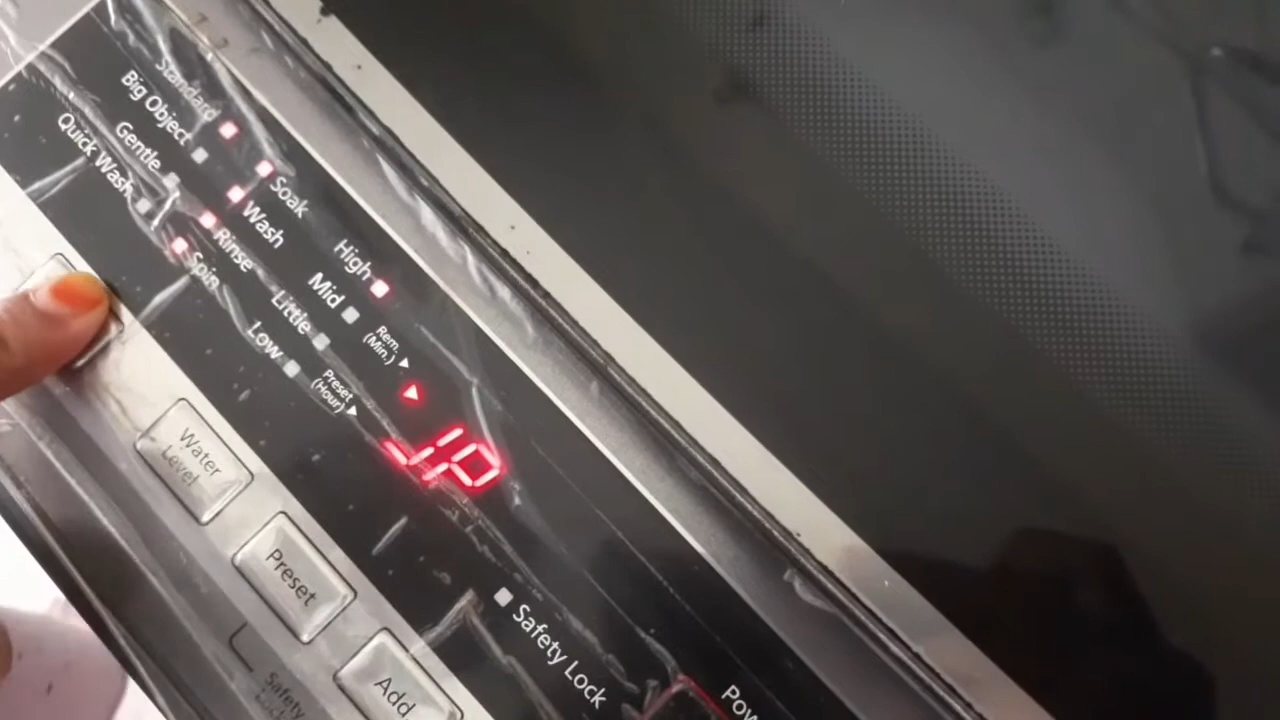 Standard
Big Object
Gentle
Quick Wash
Soak
Wash
Rinse
Spin
High
Mid
Little
Low
Rem.
(Min.)
Preset
(Hour)
Water
Level
Preset
Add
Safety
Safety Lock